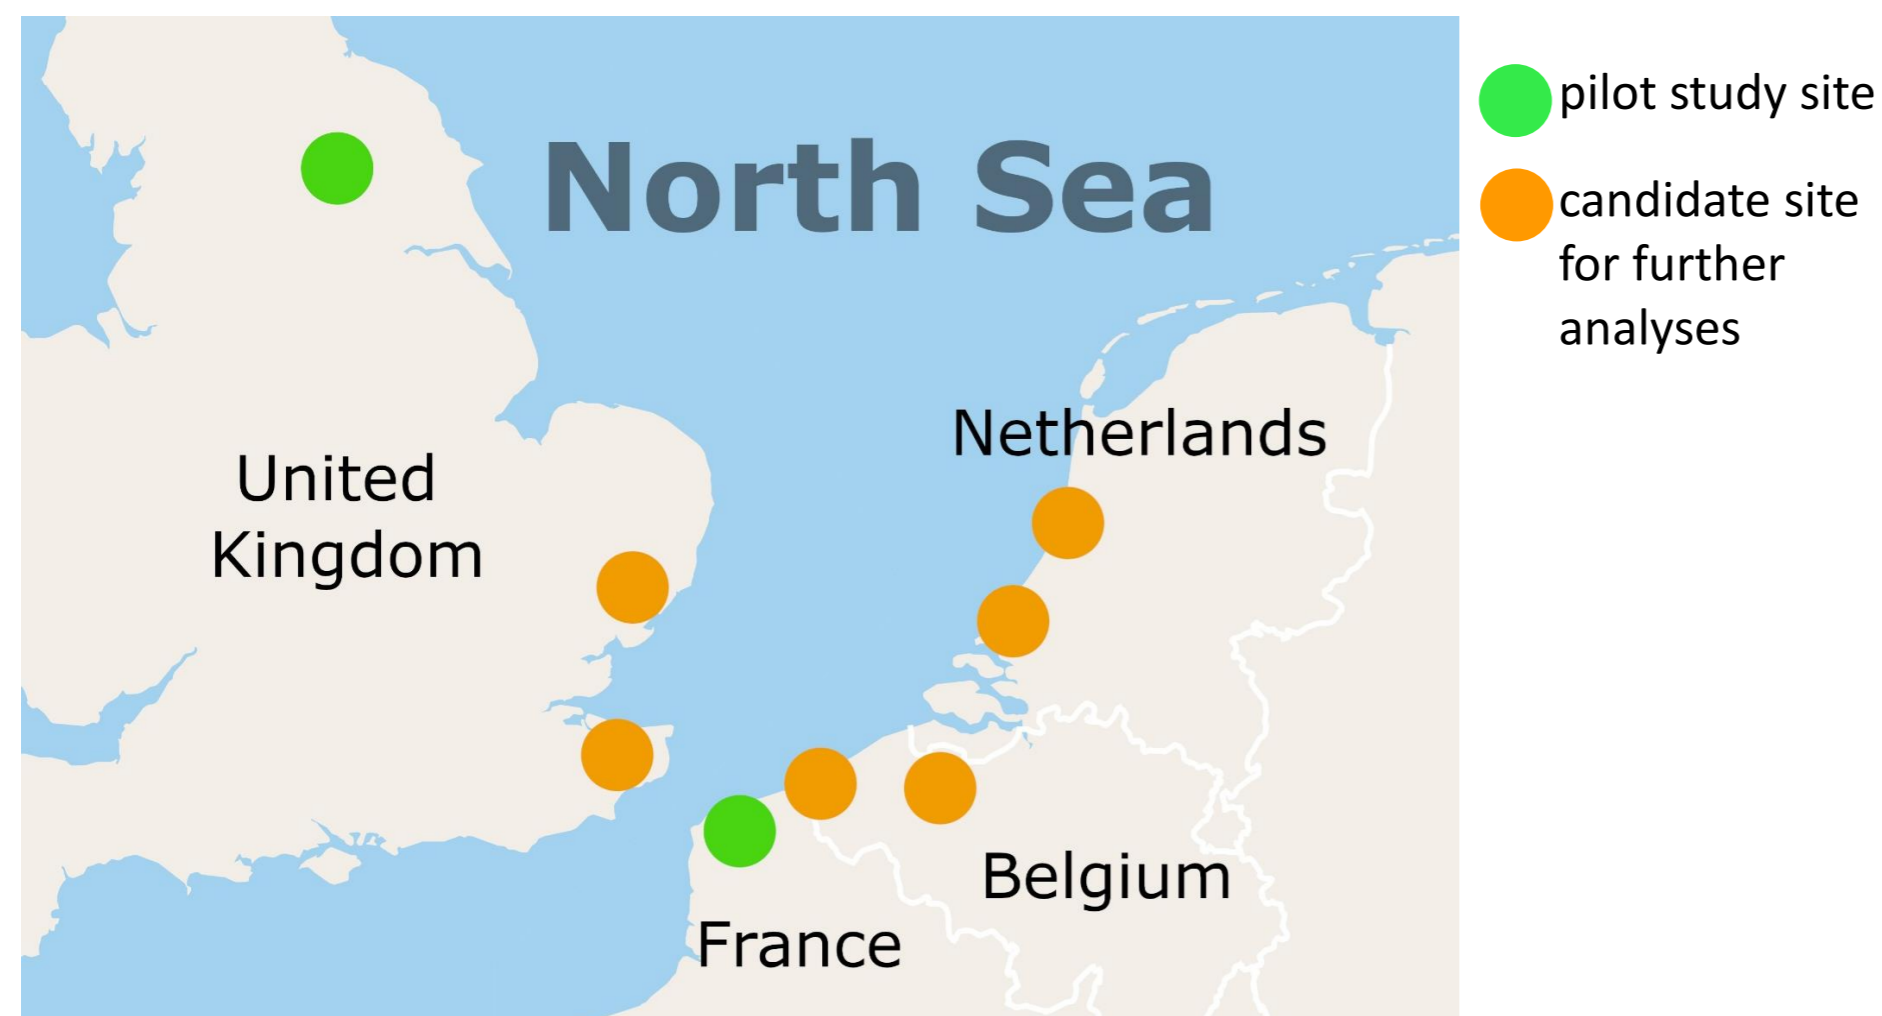 North Sea
Netherlands
United
Kingdom
Belgium
France
pilot study site
candidate site
for further
analyses